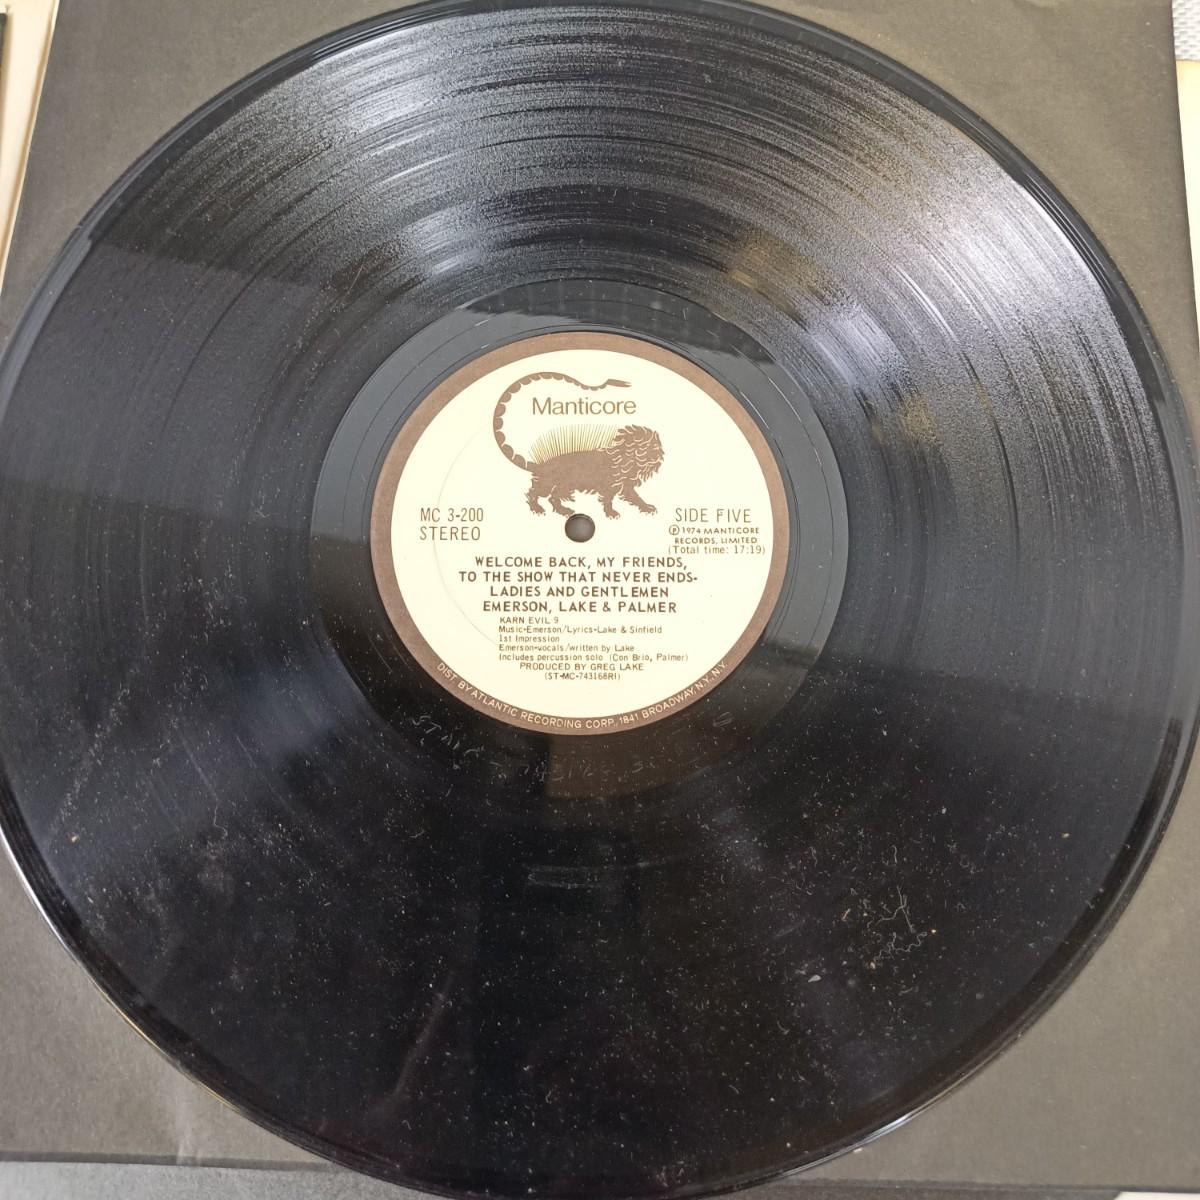 Manticore
MC 3-200
STEREO
SIDE FIVE
Ⓟ 1974 MANTICORE
RECORDS, LIMITED
(Total time: 17:19)
WELCOME BACK, MY FRIENDS,
TO THE SHOW THAT NEVER ENDS-
LADIES AND GENTLEMEN
EMERSON, LAKE & PALMER
KARN EVIL 9
Music-Emerson/Lyrics-Lake & Sinfield
1st Impression
Emerson-vocals/written by Lake
Includes percussion solo (Con Brio, Palmer)
PRODUCED BY GREG LAKE
(ST-MC-743168RI)
DIST. BY ATLANTIC RECORDING CORP., 1841 BROADWAY, N.Y., N.Y.